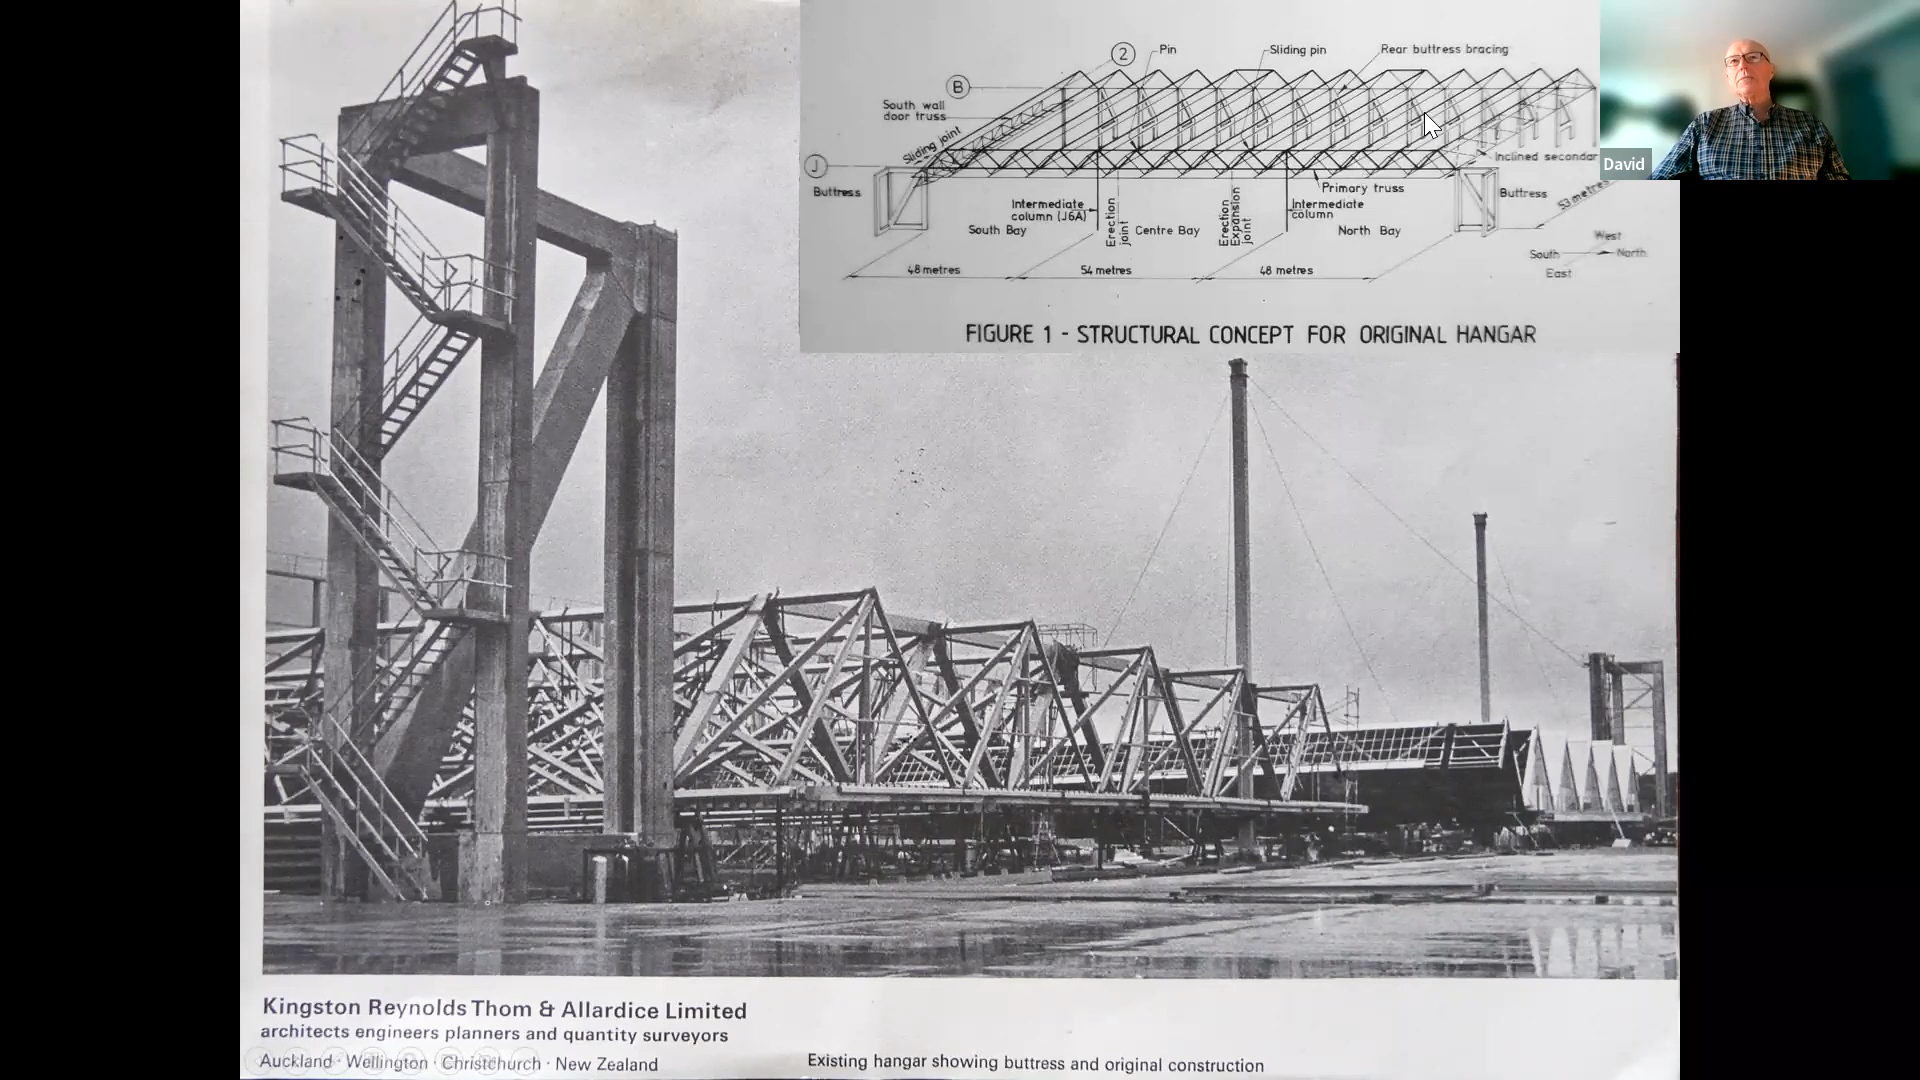 2
Pin
Sliding pin
Rear buttress bracing
B
South wall
door truss
Sliding joint
J
Inclined secondar
Buttress
Primary truss
Buttress
53 metres
Intermediate
column (J6A)
Erection
joint
Erection
Expansion
joint
Intermediate
column
South Bay
Centre Bay
North Bay
West
South
North
East
48 metres
54 metres
48 metres
FIGURE 1 - STRUCTURAL CONCEPT FOR ORIGINAL HANGAR
David
Kingston Reynolds Thom & Allardice Limited
architects engineers planners and quantity surveyors
Auckland · Wellington · Christchurch · New Zealand
Existing hangar showing buttress and original construction